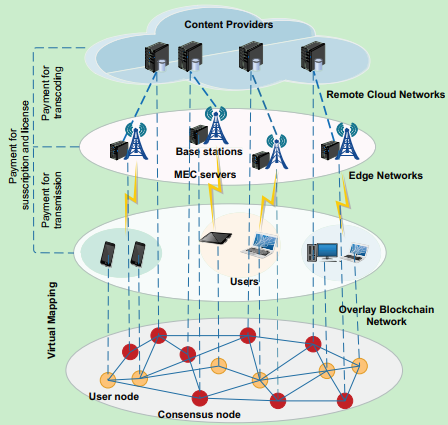 Content Providers
Remote Cloud Networks
Payment for
suscription and license
Payment for
transcoding
Base stations
MEC servers
Edge Networks
Payment for
transmission
Users
Virtual Mapping
Overlay Blockchain
Network
User node
Consensus node